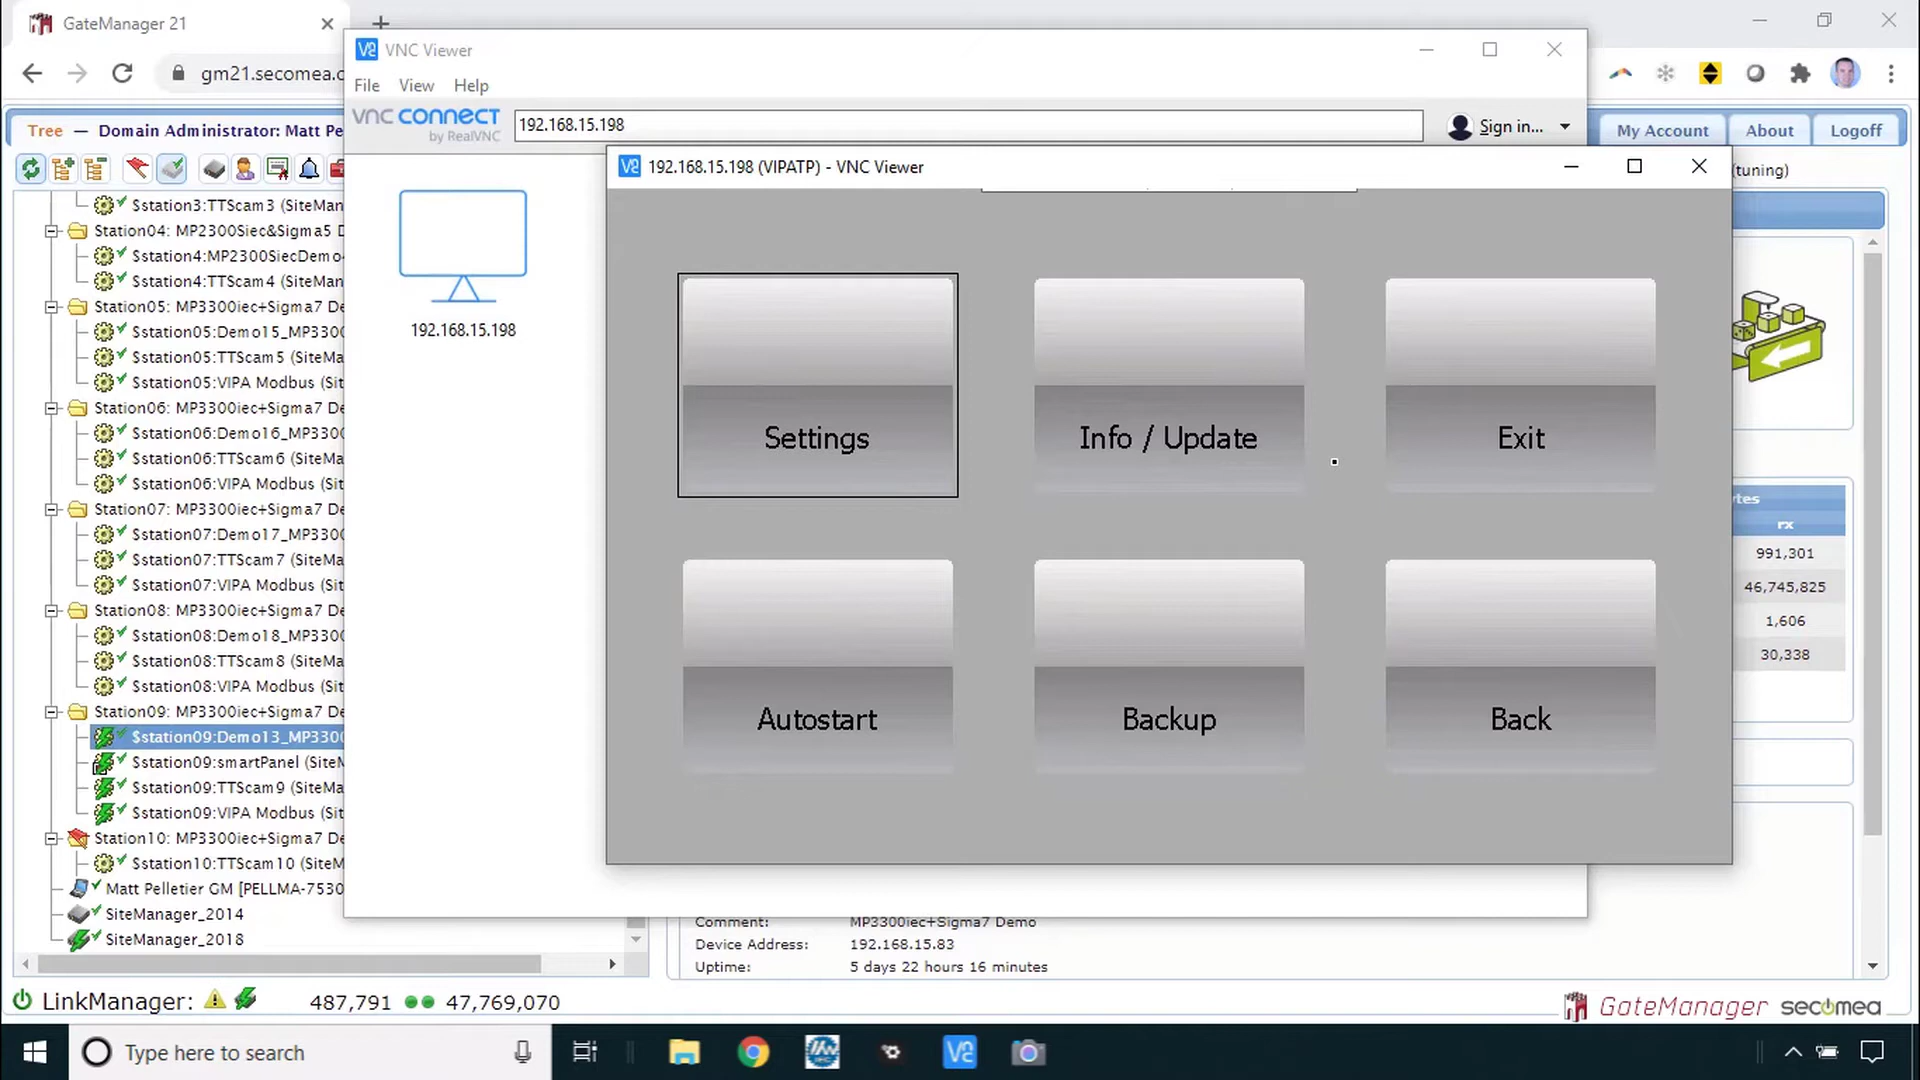 GateManager 21
gm21.secomea.c
VNC Viewer
File View Help
VNC CONNECT
by REALVNC
192.168.15.198
Sign in...
Tree — Domain Administrator: Matt Pe
My Account
About
Logoff
(tuning)
192.168.15.198 (VIPATP) - VNC Viewer
192.168.15.198
$station3:TTScam3 (SiteMan
Station04: MP2300Siec&Sigma5 D
$station4:MP2300SiecDemo
$station4:TTScam4 (SiteMan
Station05: MP3300iec+Sigma7 De
$station05:Demo15_MP3300
$station05:TTScam5 (SiteMa
$station05:VIPA Modbus (Sit
Station06: MP3300iec+Sigma7 De
$station06:Demo16_MP3300
$station06:TTScam6 (SiteMa
$station06:VIPA Modbus (Sit
Station07: MP3300iec+Sigma7 De
$station07:Demo17_MP3300
$station07:TTScam7 (SiteMa
$station07:VIPA Modbus (Sit
Station08: MP3300iec+Sigma7 De
$station08:Demo18_MP3300
$station08:TTScam8 (SiteMa
$station08:VIPA Modbus (Sit
Station09: MP3300iec+Sigma7 De
$station09:Demo13_MP3300
$station09:smartPanel (SiteM
$station09:TTScam9 (SiteMa
$station09:VIPA Modbus (Sit
Station10: MP3300iec+Sigma7 De
$station10:TTScam10 (SiteM
Matt Pelletier GM [PELLMA-7530
SiteManager_2014
SiteManager_2018
Settings
Info / Update
Exit
Autostart
Backup
Back
tes
rx
991,301
46,745,825
1,606
30,338
Comment: MP3300iec+Sigma7 Demo
Device Address: 192.168.15.83
Uptime: 5 days 22 hours 16 minutes
LinkManager: 487,791 47,769,070
GateManager secomea
Type here to search